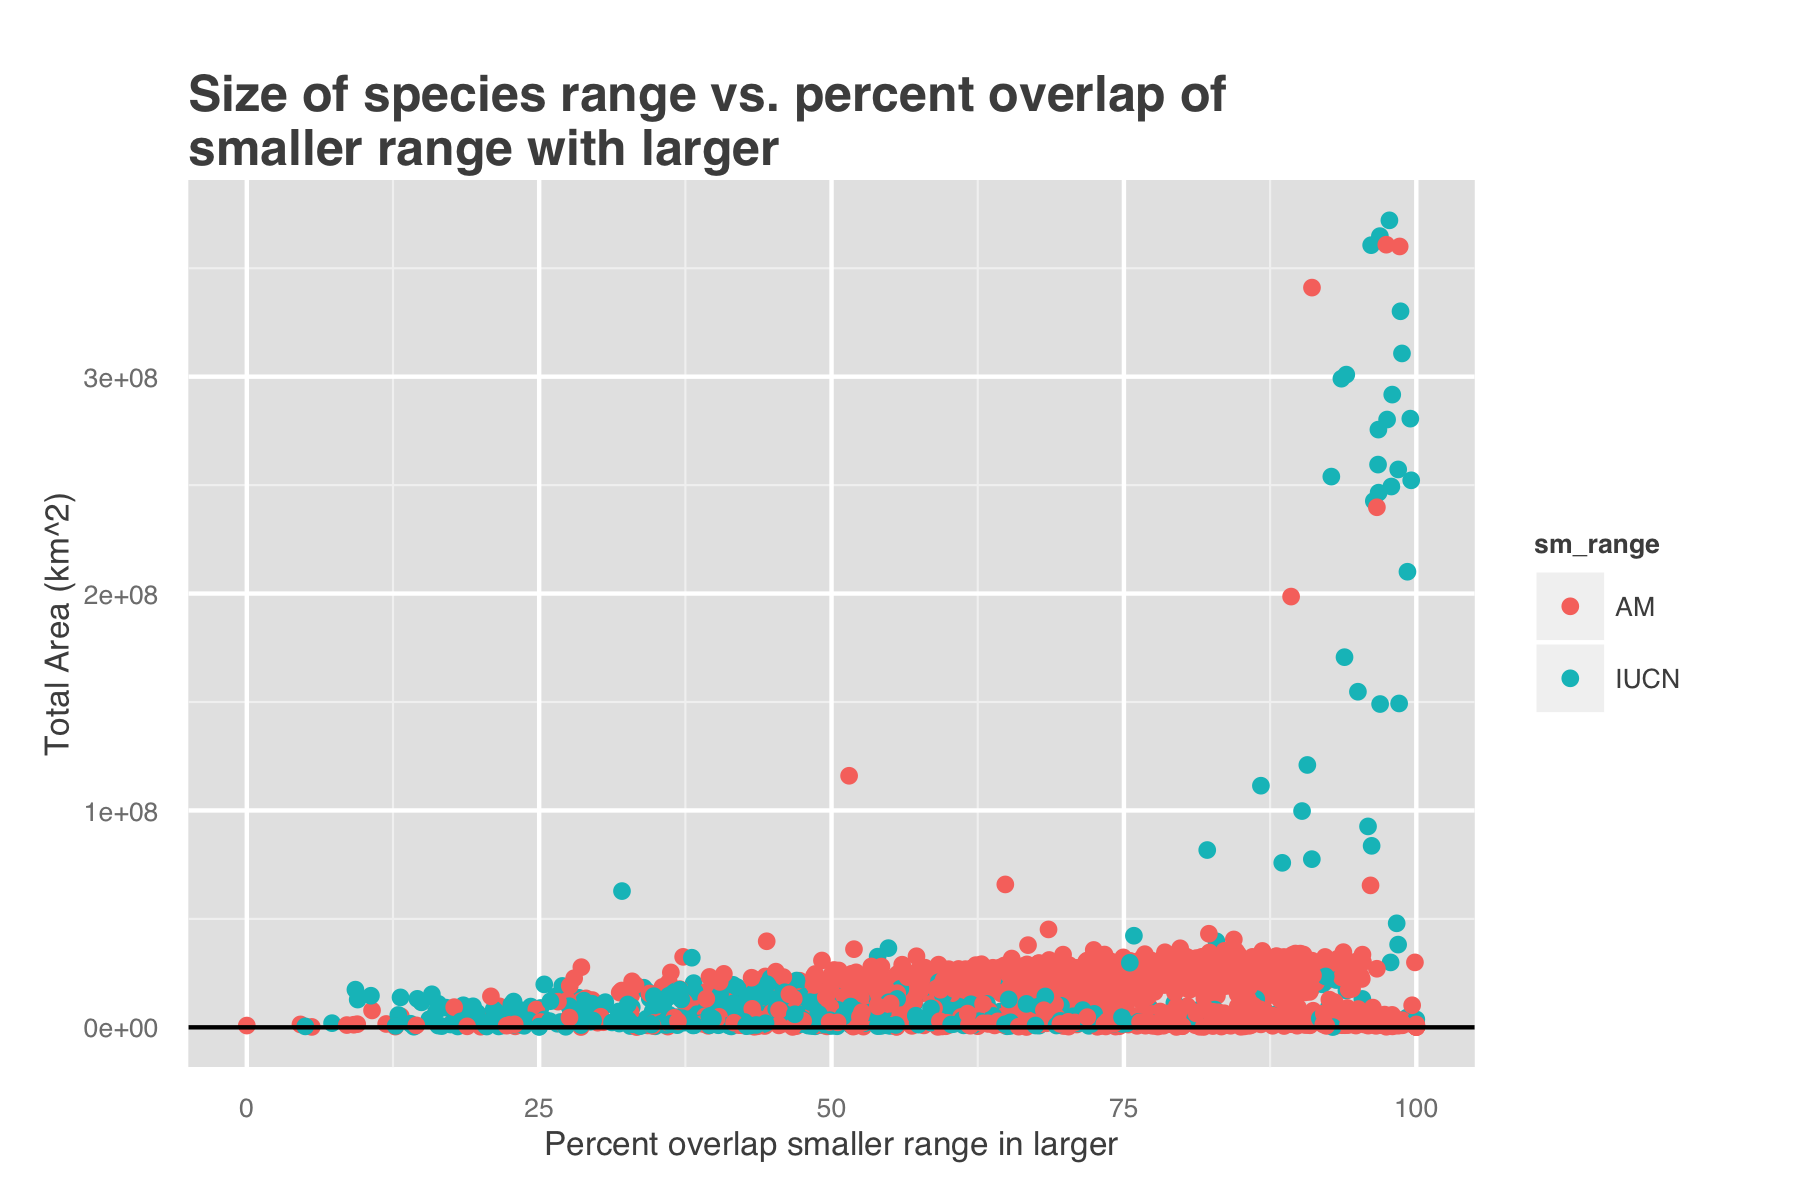 Size of species range vs. percent overlap of
smaller range with larger
Total Area (km^2)
3e+08
2e+08
1e+08
0e+00
0
25
50
75
100
Percent overlap smaller range in larger
sm_range
AM
IUCN